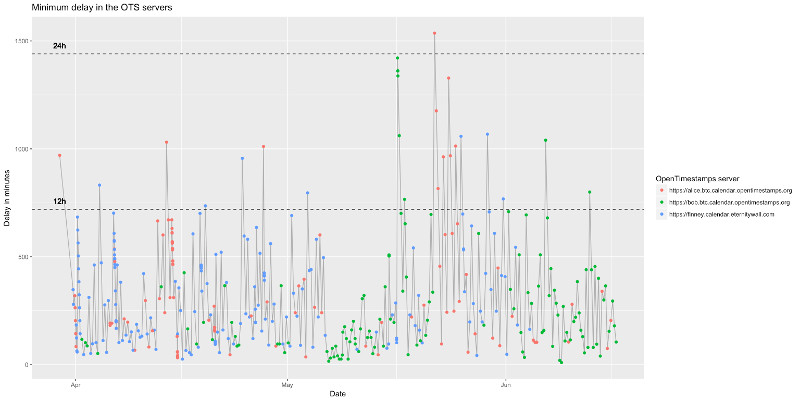 Minimum delay in the OTS servers
1500
24h
1000
12h
500
0
Delay in minutes
Apr
May
Jun
Date
OpenTimestamps server
https://alice.btc.calendar.opentimestamps.org
https://bob.btc.calendar.opentimestamps.org
https://finney.calendar.eternitywall.com